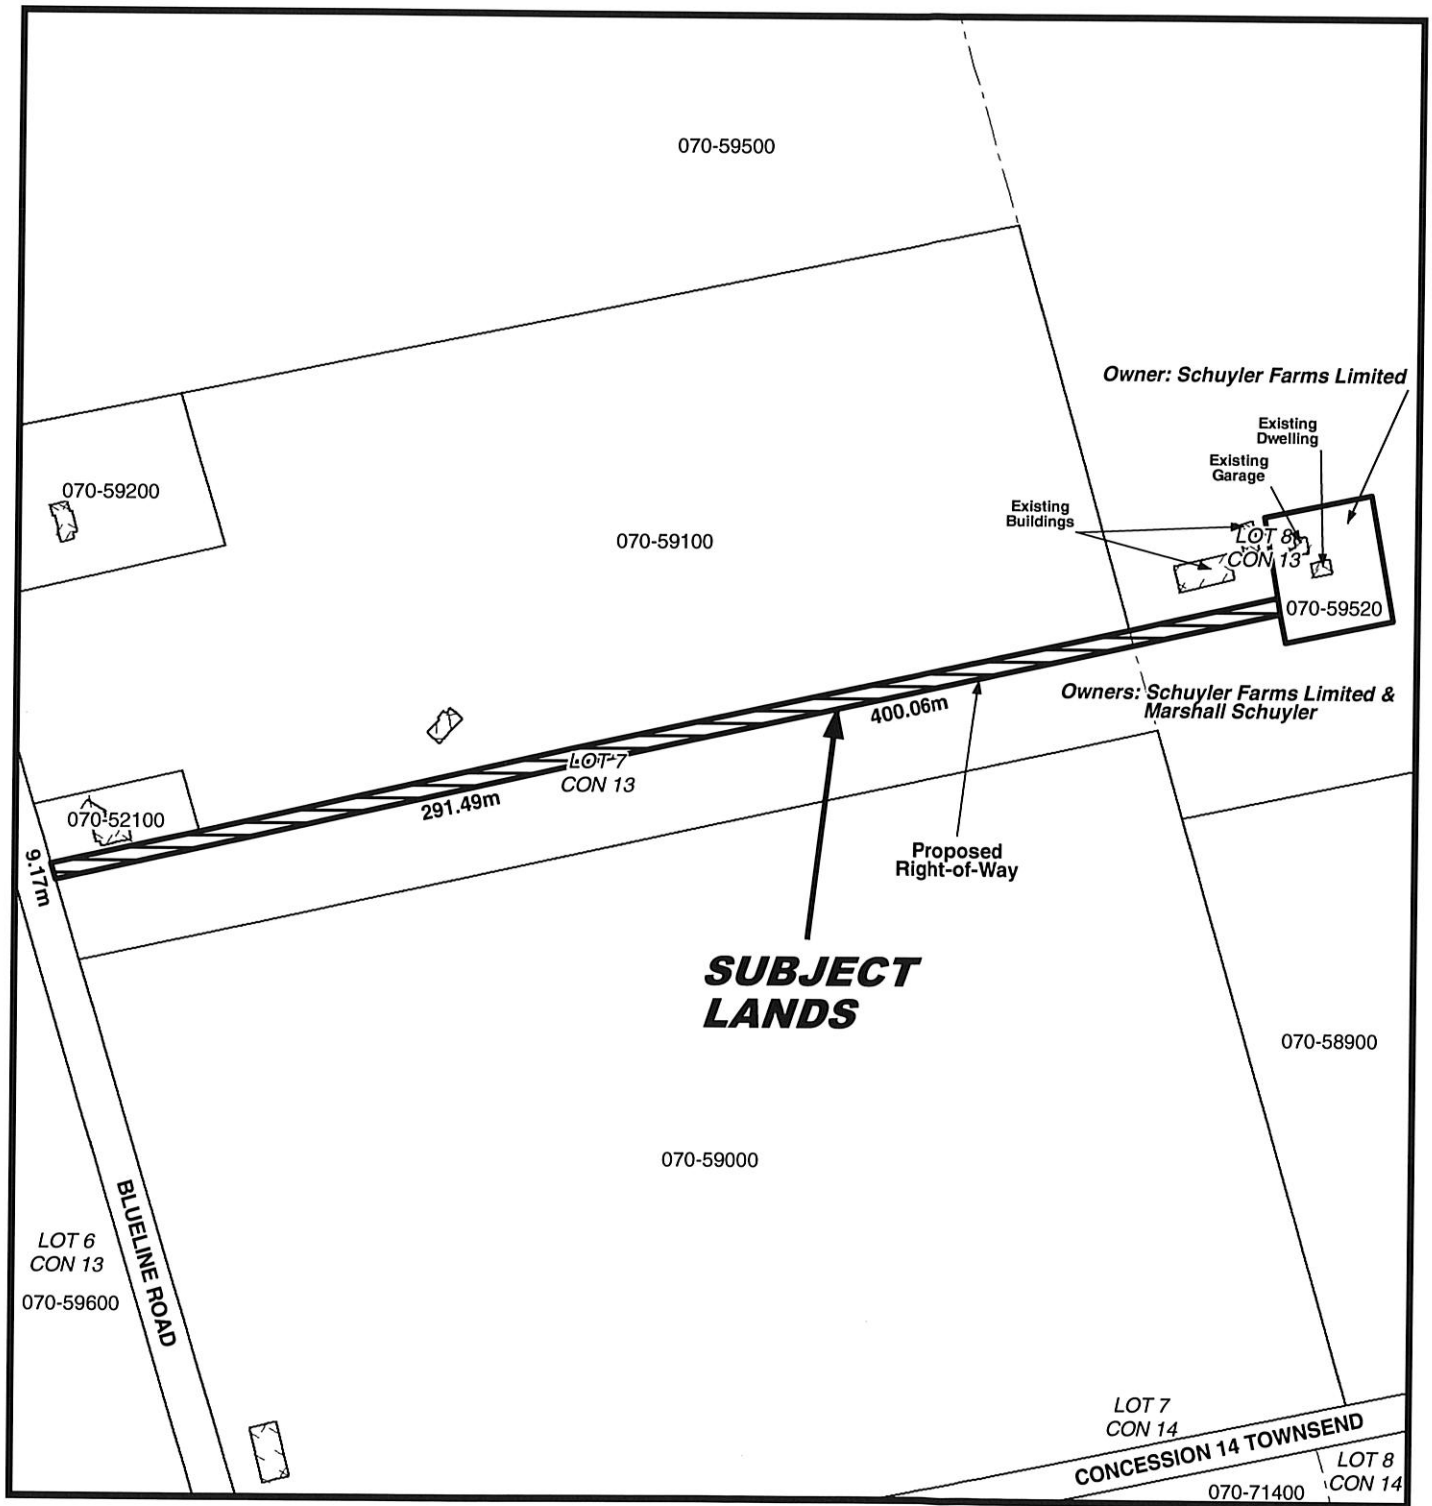 070-59500
Owner: Schuyler Farms Limited
Existing
Dwelling
Existing
Garage
070-59200
Existing
Buildings
070-59100
LOT 8
CON 13
070-59520
Owners: Schuyler Farms Limited &
Marshall Schuyler
400.06m
LOT 7
CON 13
291.49m
070-52100
9.17m
Proposed
Right-of-Way
SUBJECT
LANDS
070-58900
070-59000
BLUELINE ROAD
LOT 6
CON 13
070-59600
LOT 7
CON 14
CONCESSION 14 TOWNSEND
LOT 8
CON 14
070-71400